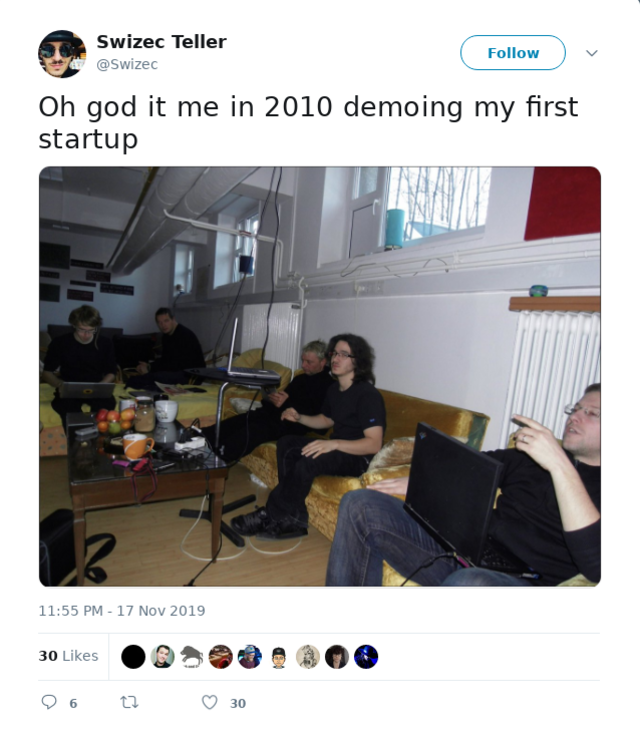 Swizec Teller
@Swizec
Follow
Oh god it me in 2010 demoing my first
startup
11:55 PM - 17 Nov 2019
30 Likes
6
30